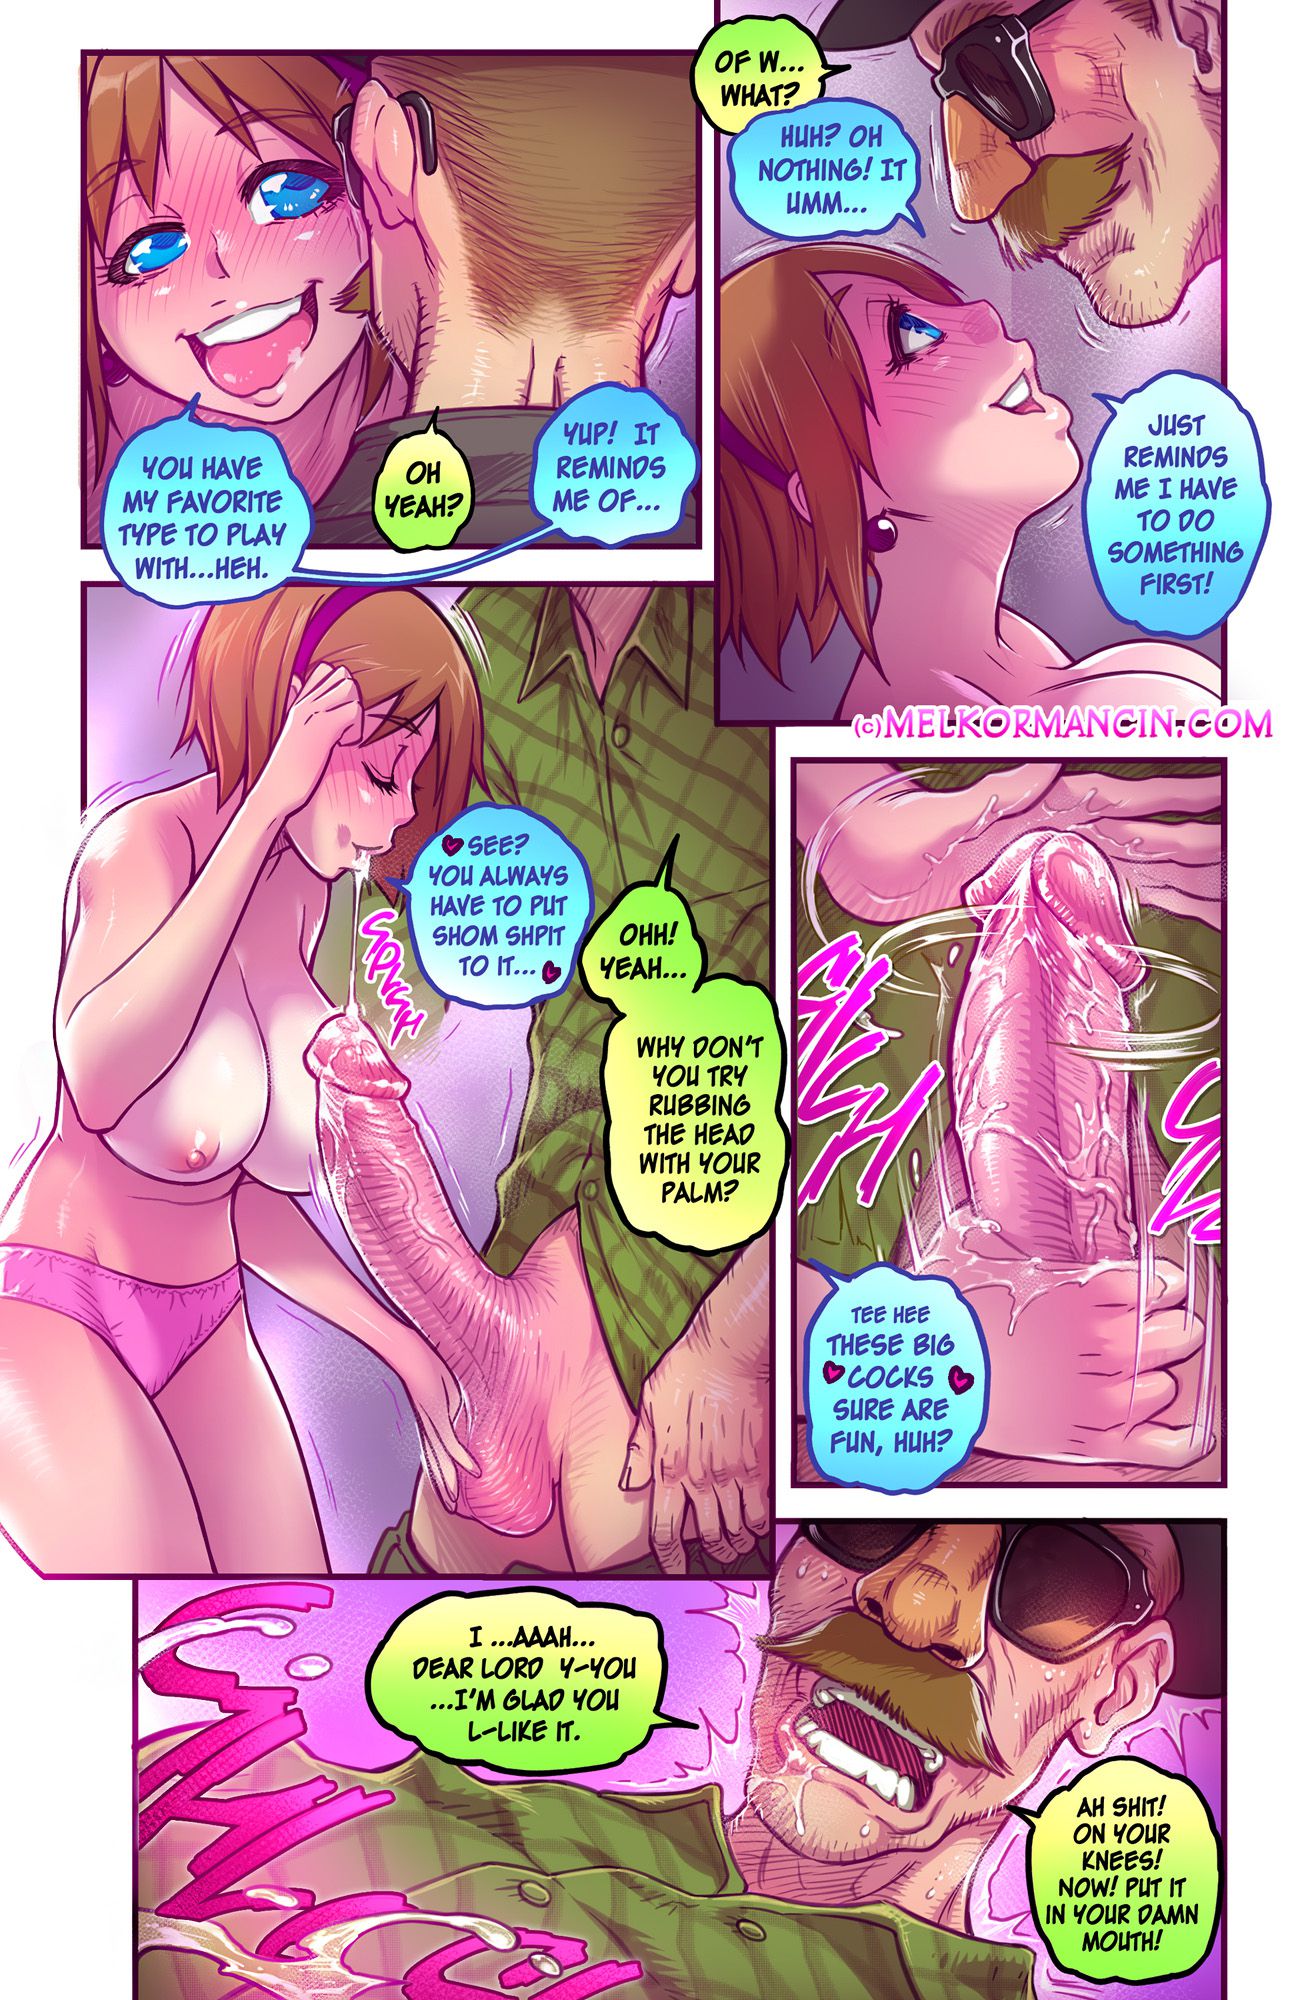 YOU HAVE
MY FAVORITE
TYPE TO PLAY
WITH...HEH.
OH
YEAH?
YUP! IT
REMINDS
ME OF...
OF W...
WHAT?
HUH? OH
NOTHING! IT
UMM...
JUST
REMINDS
ME I HAVE
TO DO
SOMETHING
FIRST!
(c)MELKORMANCIN.COM
SEE?
YOU ALWAYS
HAVE TO PUT
SHOM SHPIT
TO IT...
OHH!
YEAH...
WHY DON'T
YOU TRY
RUBBING
THE HEAD
WITH YOUR
PALM?
TEE HEE
THESE BIG
COCKS
SURE ARE
FUN, HUH?
I ...AAAH...
DEAR LORD Y-YOU
...I'M GLAD YOU
L-LIKE IT.
AH SHIT!
ON YOUR
KNEES!
NOW! PUT IT
IN YOUR DAMN
MOUTH!